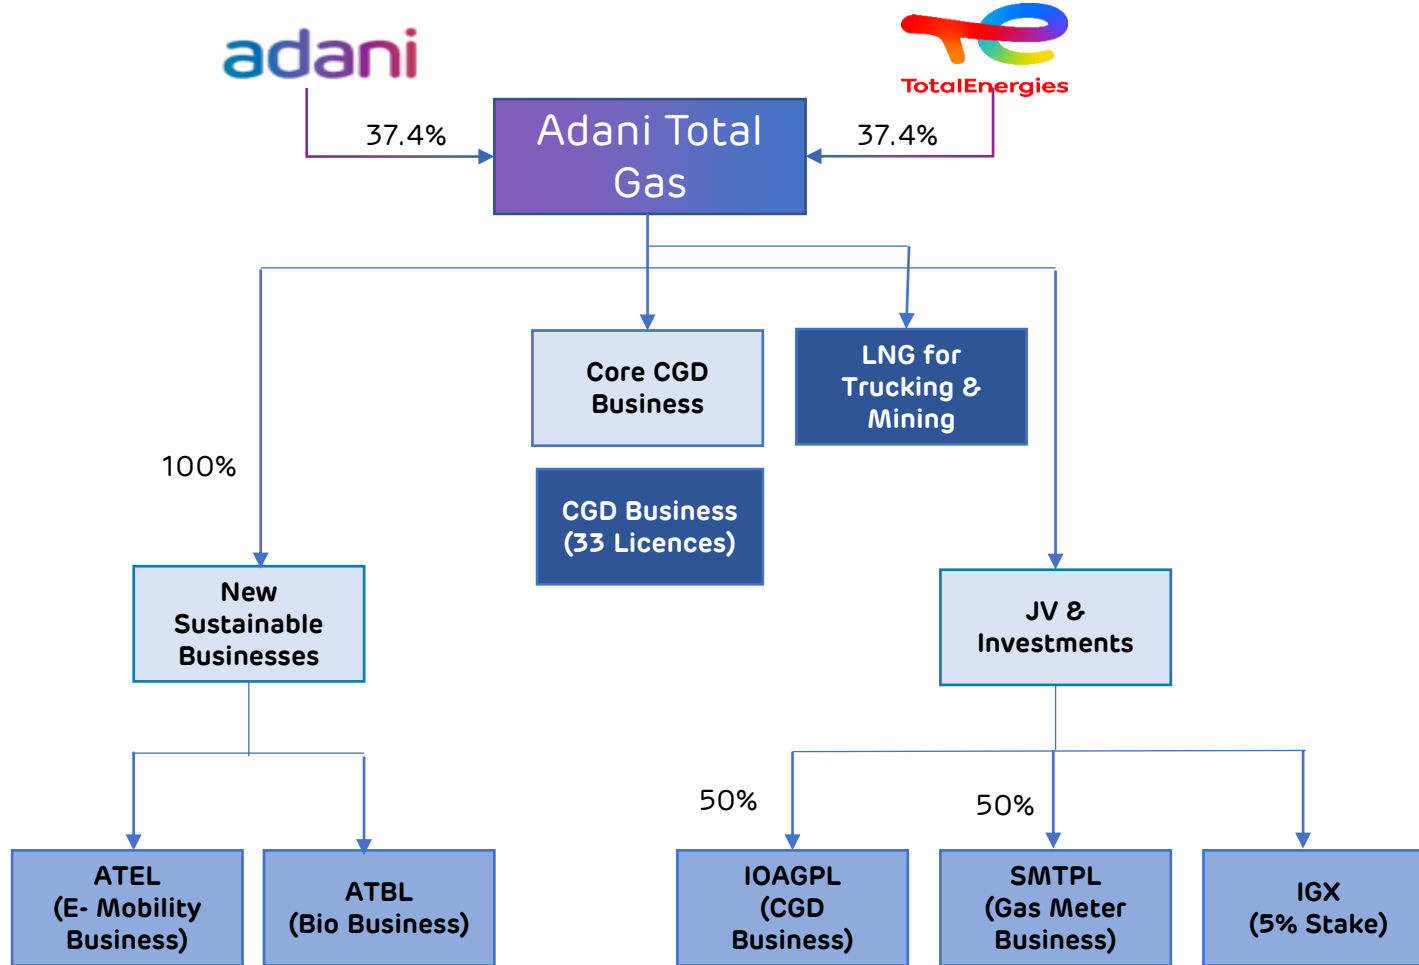 adani
TotalEnergies
37.4%
Adani Total
Gas
37.4%
Core CGD
Business
LNG for
Trucking &
Mining
100%
CGD Business
(33 Licences)
New
Sustainable
Businesses
JV &
Investments
50%
50%
ATEL
(E- Mobility
Business)
ATBL
(Bio Business)
IOAGPL
(CGD
Business)
SMTPL
(Gas Meter
Business)
IGX
(5% Stake)